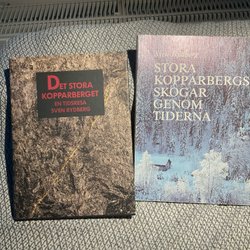 DET STORA
KOPPARBERGET
EN TIDSRESA
SVEN RYDBERG
STORA
KOPPARBERGS
SKOGAR
GENOM
TIDERNA